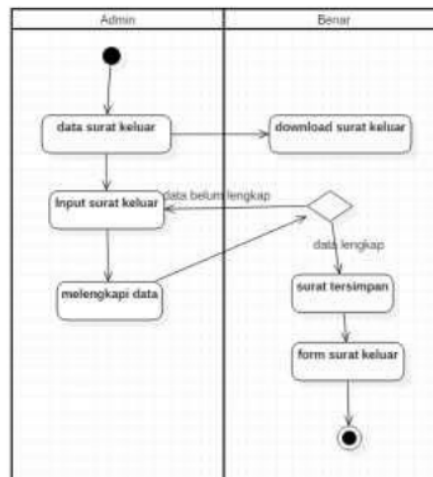 Admin
Benar
data surat keluar
download surat keluar
Input surat keluar
data belum lengkap
data lengkap
melengkapi data
surat tersimpan
form surat keluar